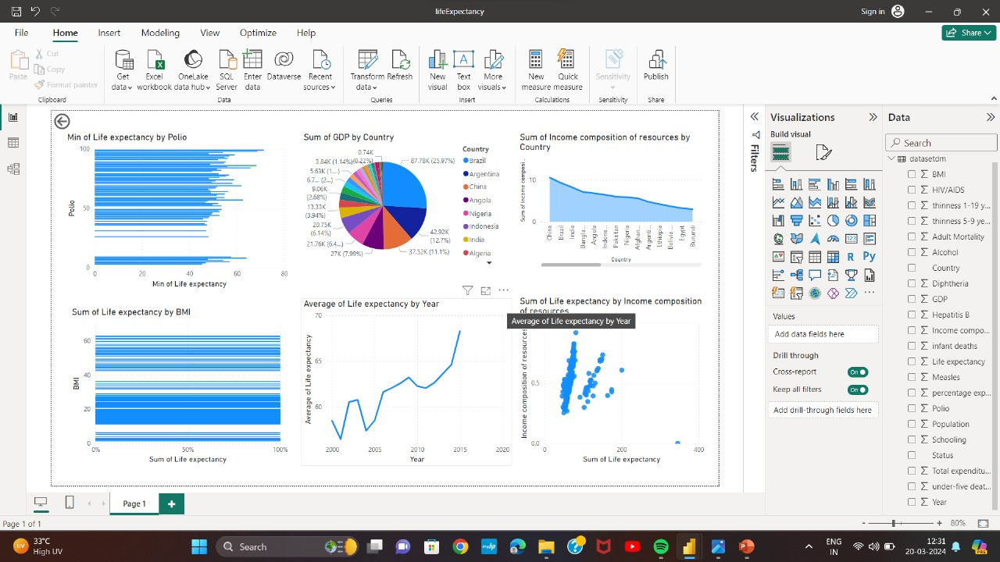 lifeExpectancy
Sign in
File Home Insert Modeling View Optimize Help
Share
Paste
Cut
Copy
Format painter
Clipboard
Get data
Excel workbook
OneLake data hub
SQL Server
Enter data
Dataverse
Recent sources
Data
Transform data
Refresh
Queries
New visual
Text box
More visuals
Insert
New measure
Quick measure
Calculations
Sensitivity
Sensitivity
Publish
Share
Min of Life expectancy by Polio
100
50
0
Polio
0 20 40 60 80
Min of Life expectancy
Sum of GDP by Country
0.74K
(0.22%)
3.84K (1.14%)
5.63K (1...)
6.7... (2...)
9.06K
(2.68%)
13.33K
(3.94%)
20.75K
(6.14%)
21.76K (6.4...)
27K (7.99%)
87.78K (25.97%)
42.92K
(12.7%)
37.52K (11.1%)
Country
Brazil
Argentina
China
Angola
Nigeria
Indonesia
India
Algeria
Sum of Income composition of resources by
Country
Sum of Income composi...
10
0
China
Brazil
India
Bangla...
Angola
Indone...
Pakistan
Nigeria
Afghan...
Argenti...
Ethiopia
Bolivia...
Egypt
Burundi
Country
Sum of Life expectancy by BMI
60
40
20
0
BMI
0% 50% 100%
Sum of Life expectancy
Average of Life expectancy by Year
70
65
60
Average of Life expectancy
2000 2005 2010 2015 2020
Year
Sum of Life expectancy by Income composition
of resources
Average of Life expectancy by Year
Income composition of resources
0.5
0.0
0 200 400
Sum of Life expectancy
Filters
Visualizations
Build visual
R
Py
123
Values
Add data fields here
Drill through
Cross-report
On
Keep all filters
On
Add drill-through fields here
Data
Search
datasetdm
BMI
HIV/AIDS
thinness 1-19 y...
thinness 5-9 ye...
Adult Mortality
Alcohol
Country
Diphtheria
GDP
Hepatitis B
Income compo...
infant deaths
Life expectancy
Measles
percentage exp...
Polio
Population
Schooling
Status
Total expenditu...
under-five deat...
Year
Page 1
Page 1 of 1
- + 80%
UV
33°C
High UV
Search
ENG
IN
12:31
20-03-2024
PRE